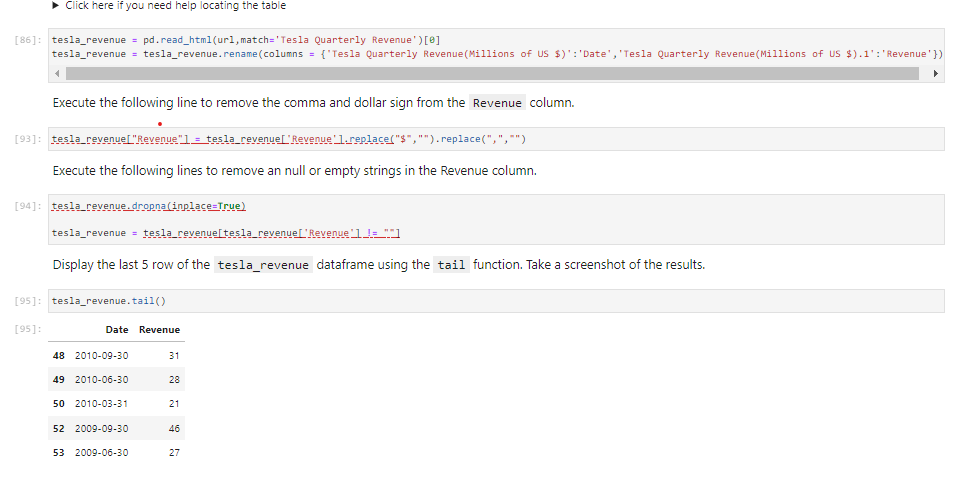 ▶ Click here if you need help locating the table
[86]: tesla_revenue = pd.read_html(url,match='Tesla Quarterly Revenue')[0]
tesla_revenue = tesla_revenue.rename(columns = {'Tesla Quarterly Revenue(Millions of US $)':'Date','Tesla Quarterly Revenue(Millions of US $).1':'Revenue'})
Execute the following line to remove the comma and dollar sign from the Revenue column.
[93]: tesla_revenue["Revenue"] = tesla_revenue['Revenue'].replace("$","").replace(",","")
Execute the following lines to remove an null or empty strings in the Revenue column.
[94]: tesla_revenue.dropna(inplace=True)
tesla_revenue = tesla_revenue[tesla_revenue['Revenue'] != ""]
Display the last 5 row of the tesla_revenue dataframe using the tail function. Take a screenshot of the results.
[95]: tesla_revenue.tail()
[95]: Date Revenue
48 2010-09-30 31
49 2010-06-30 28
50 2010-03-31 21
52 2009-09-30 46
53 2009-06-30 27